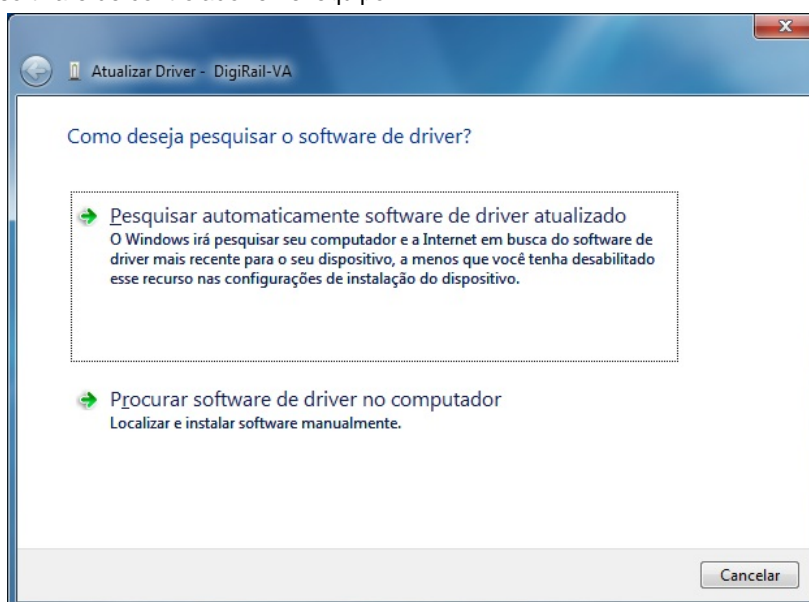 Atualizar Driver - DigiRail-VA
Como deseja pesquisar o software de driver?
Pesquisar automaticamente software de driver atualizado
O Windows irá pesquisar seu computador e a Internet em busca do software de
driver mais recente para o seu dispositivo, a menos que você tenha desabilitado
esse recurso nas configurações de instalação do dispositivo.
Procurar software de driver no computador
Localizar e instalar software manualmente.
Cancelar